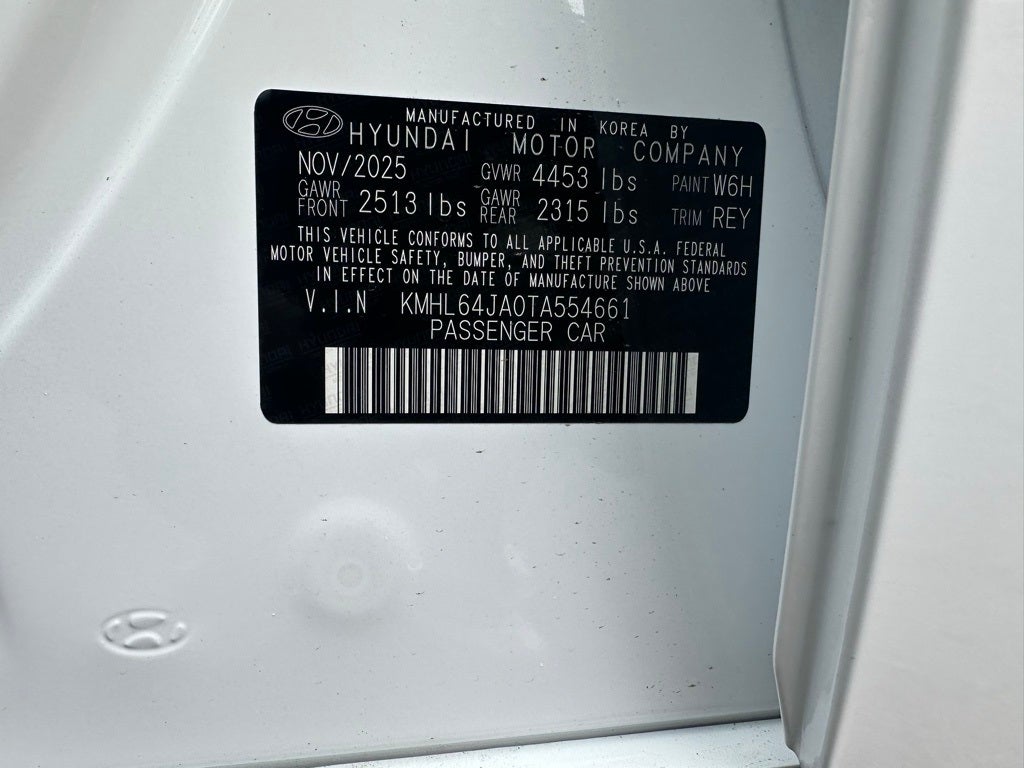 MANUFACTURED IN KOREA BY
HYUNDAI MOTOR COMPANY
NOV/2025 GVWR 4453 lbs PAINT W6H
GAWR FRONT 2513 lbs GAWR REAR 2315 lbs TRIM REY
THIS VEHICLE CONFORMS TO ALL APPLICABLE U.S.A. FEDERAL
MOTOR VEHICLE SAFETY, BUMPER, AND THEFT PREVENTION STANDARDS
IN EFFECT ON THE DATE OF MANUFACTURE SHOWN ABOVE
V.I.N KMHL64JA0TA554661
PASSENGER CAR